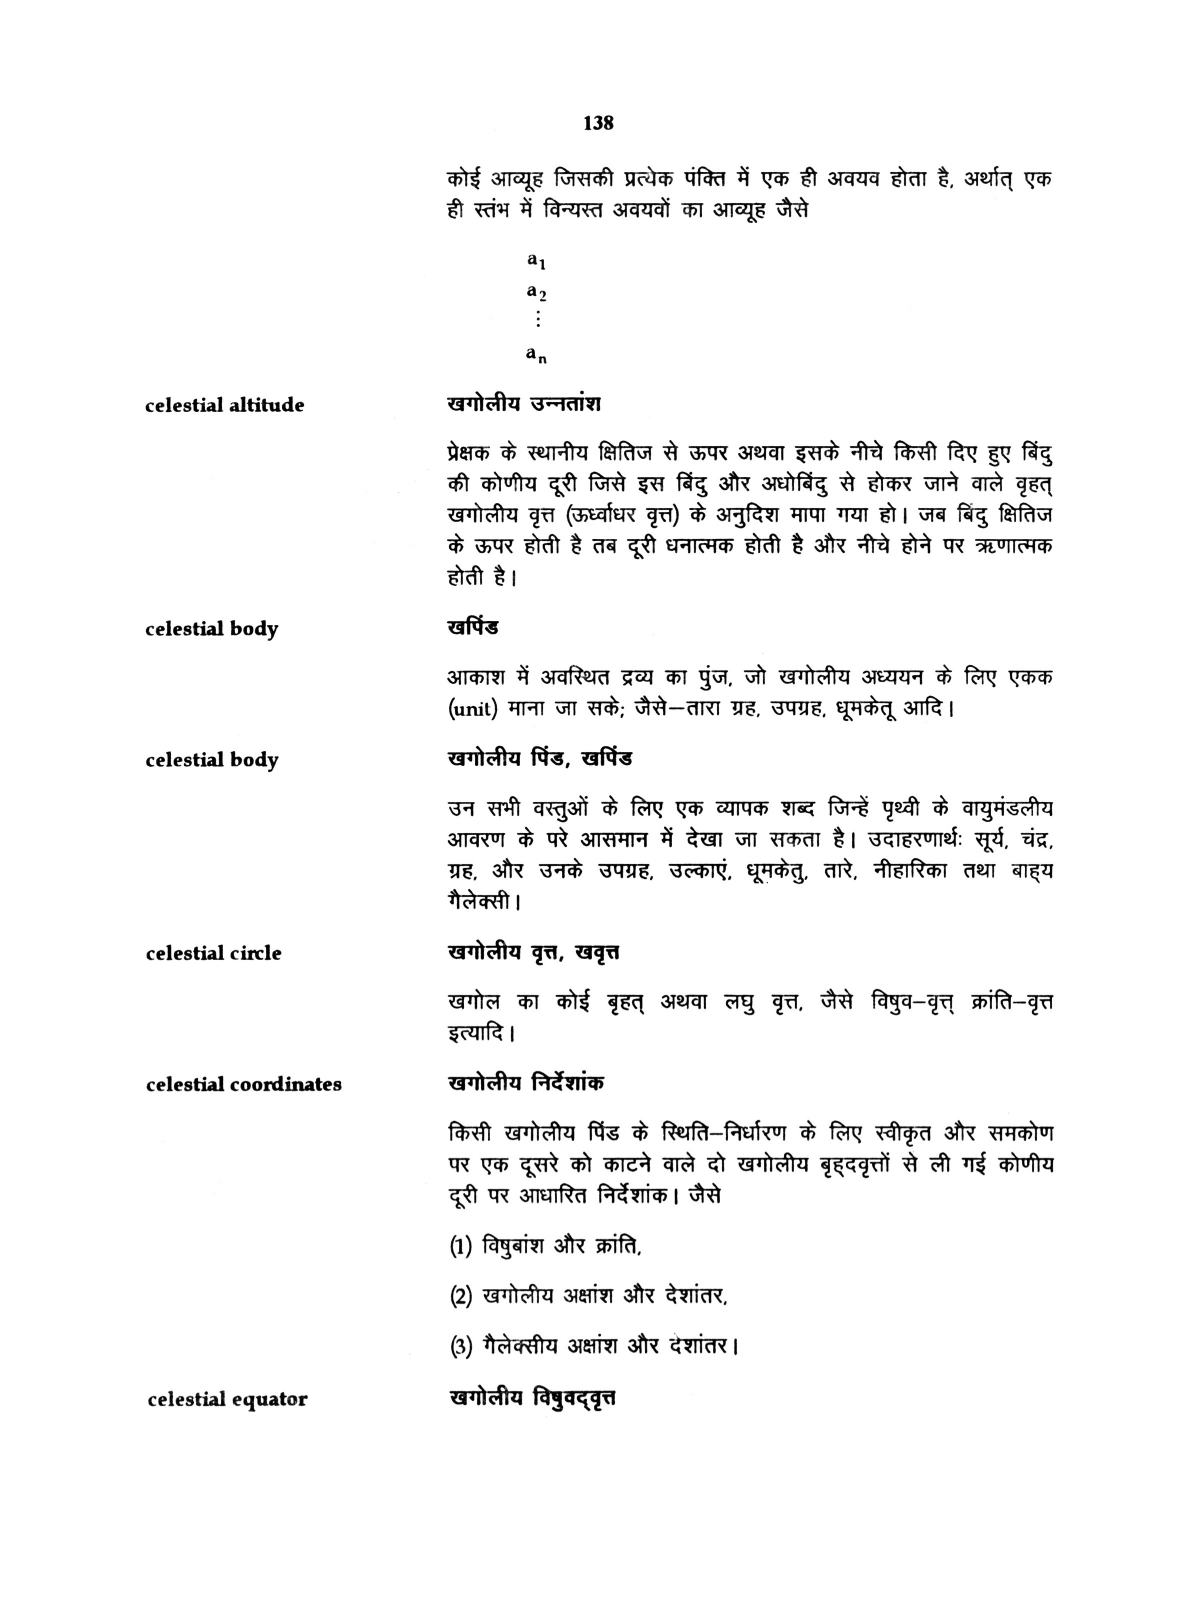 138
कोई आव्यूह जिसकी प्रत्येक पंक्ति में एक ही अवयव होता है, अर्थात् एक
ही स्तंभ में विन्यस्त अवयवों का आव्यूह जैसे
a₁
a₂
⋮
aₙ
celestial altitude खगोलीय उन्नतांश
प्रेक्षक के स्थानीय क्षितिज से ऊपर अथवा इसके नीचे किसी दिए हुए बिंदु
की कोणीय दूरी जिसे इस बिंदु और अधोबिंदु से होकर जाने वाले वृहत्
खगोलीय वृत्त (ऊर्ध्वाधर वृत्त) के अनुदिश मापा गया हो। जब बिंदु क्षितिज
के ऊपर होती है तब दूरी धनात्मक होती है और नीचे होने पर ऋणात्मक
होती है।
celestial body खपिंड
आकाश में अवस्थित द्रव्य का पुंज, जो खगोलीय अध्ययन के लिए एकक
(unit) माना जा सके; जैसे–तारा ग्रह, उपग्रह, धूमकेतू आदि।
celestial body खगोलीय पिंड, खपिंड
उन सभी वस्तुओं के लिए एक व्यापक शब्द जिन्हें पृथ्वी के वायुमंडलीय
आवरण के परे आसमान में देखा जा सकता है। उदाहरणार्थः सूर्य, चंद्र,
ग्रह, और उनके उपग्रह, उल्काएं, धूमकेतु, तारे, नीहारिका तथा बाह्य
गैलेक्सी।
celestial circle खगोलीय वृत्त, खवृत्त
खगोल का कोई बृहत् अथवा लघु वृत्त, जैसे विषुव–वृत्त् क्रांति–वृत्त
इत्यादि।
celestial coordinates खगोलीय निर्देशांक
किसी खगोलीय पिंड के स्थिति–निर्धारण के लिए स्वीकृत और समकोण
पर एक दूसरे को काटने वाले दो खगोलीय बृहदवृत्तों से ली गई कोणीय
दूरी पर आधारित निर्देशांक। जैसे
(1) विषुबांश और क्रांति,
(2) खगोलीय अक्षांश और देशांतर,
(3) गैलेक्सीय अक्षांश और देशांतर।
celestial equator खगोलीय विषुवद्वृत्त